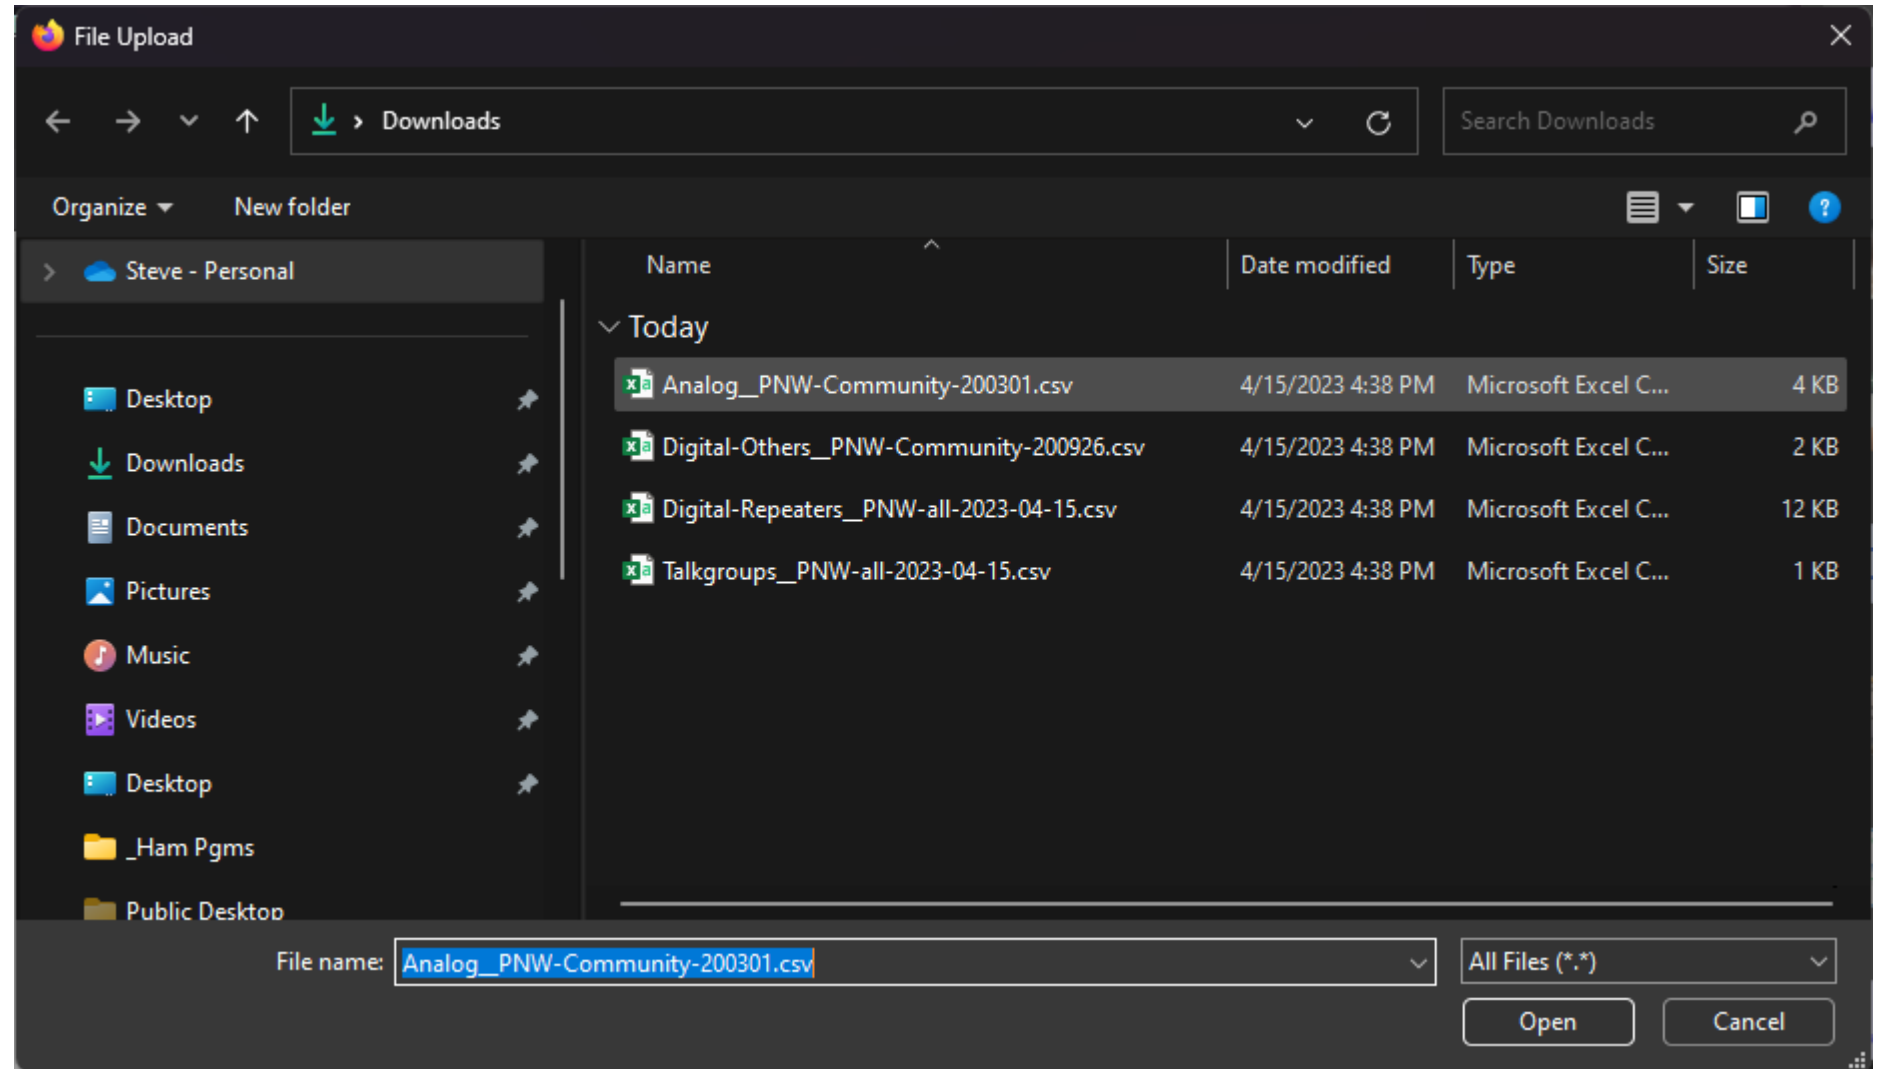 File Upload
Downloads
Search Downloads
Organize
New folder
Steve - Personal
Desktop
Downloads
Documents
Pictures
Music
Videos
Desktop
_Ham Pgms
Public Desktop
Name Date modified Type Size
Today
Analog__PNW-Community-200301.csv 4/15/2023 4:38 PM Microsoft Excel C... 4 KB
Digital-Others__PNW-Community-200926.csv 4/15/2023 4:38 PM Microsoft Excel C... 2 KB
Digital-Repeaters__PNW-all-2023-04-15.csv 4/15/2023 4:38 PM Microsoft Excel C... 12 KB
Talkgroups__PNW-all-2023-04-15.csv 4/15/2023 4:38 PM Microsoft Excel C... 1 KB
File name: Analog__PNW-Community-200301.csv
All Files (*.*)
Open
Cancel